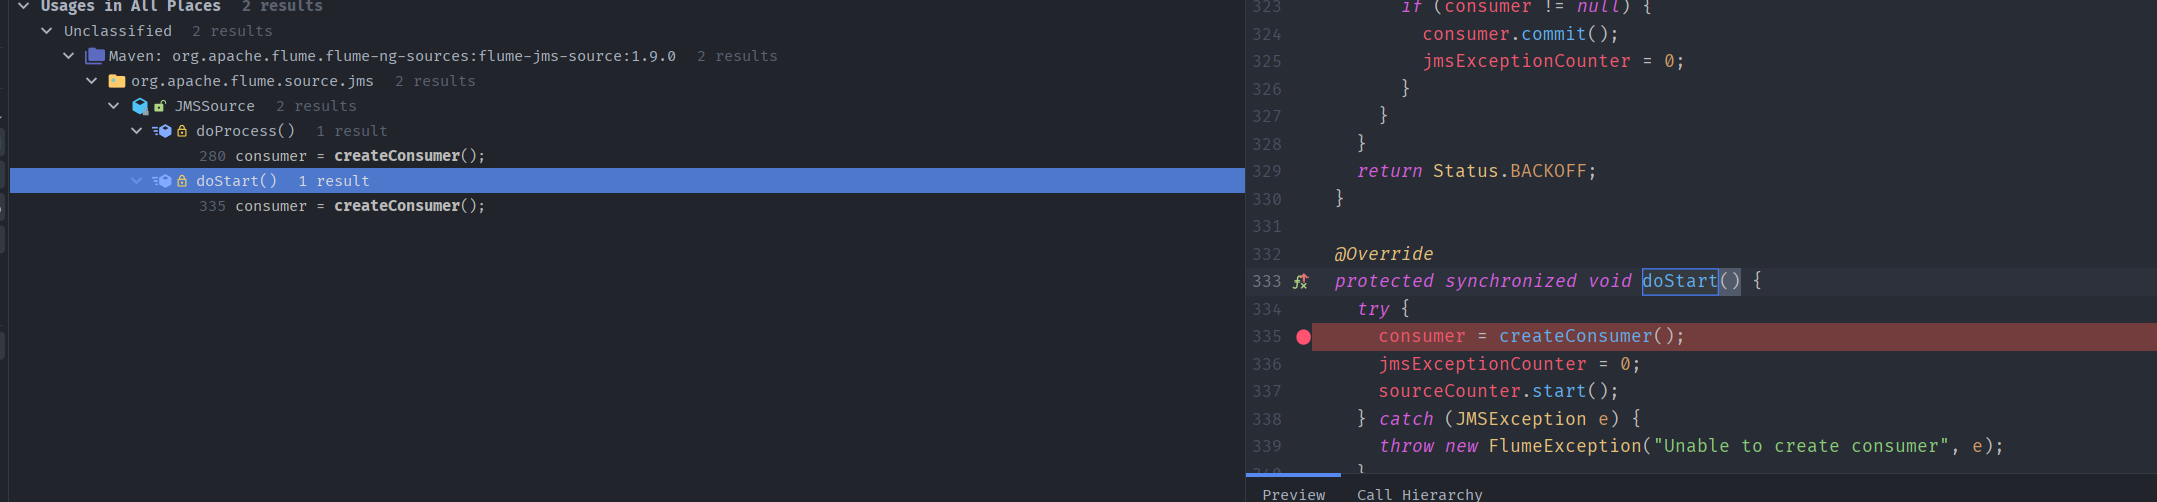 Usages in All Places 2 results
Unclassified 2 results
Maven: org.apache.flume.flume-ng-sources:flume-jms-source:1.9.0 2 results
org.apache.flume.source.jms 2 results
JMSSource 2 results
doProcess() 1 result
280 consumer = createConsumer();
doStart() 1 result
335 consumer = createConsumer();
323 if (consumer != null) {
324 consumer.commit();
325 jmsExceptionCounter = 0;
326 }
327 }
328 }
329 return Status.BACKOFF;
330 }
331
332 @Override
333 protected synchronized void doStart() {
334 try {
335 consumer = createConsumer();
336 jmsExceptionCounter = 0;
337 sourceCounter.start();
338 } catch (JMSException e) {
339 throw new FlumeException("Unable to create consumer", e);
340 }
Preview Call Hierarchy